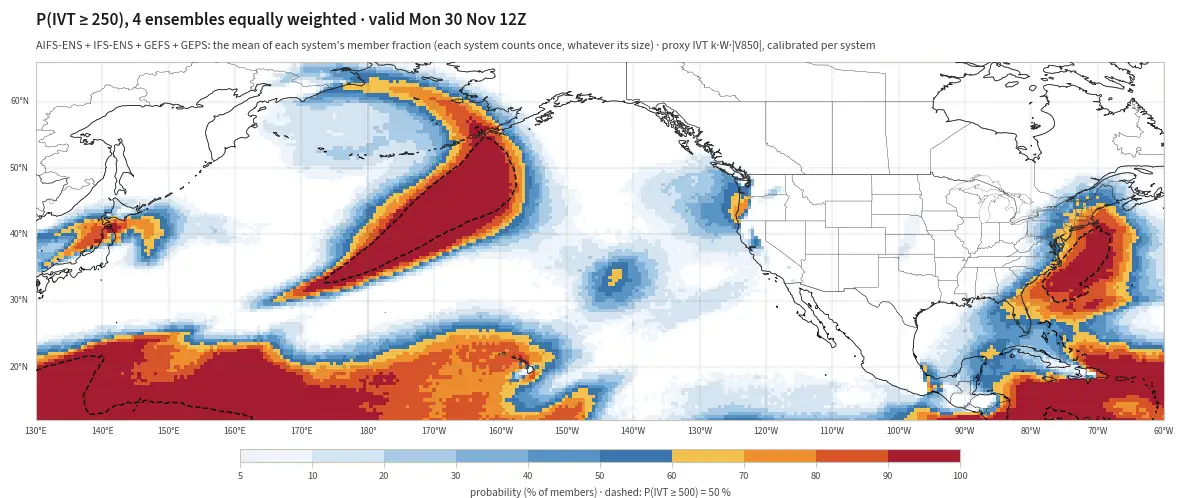 P(IVT ≥ 250), 4 ensembles equally weighted · valid Mon 30 Nov 12Z
AIFS-ENS + IFS-ENS + GEFS + GEPS: the mean of each system's member fraction (each system counts once, whatever its size) · proxy IVT k·W·|V850|, calibrated per system
60°N
50°N
40°N
30°N
20°N
130°E 140°E 150°E 160°E 170°E 180° 170°W 160°W 150°W 140°W 130°W 120°W 110°W 100°W 90°W 80°W 70°W 60°W
5 10 20 30 40 50 60 70 80 90 100
probability (% of members) · dashed: P(IVT ≥ 500) = 50 %